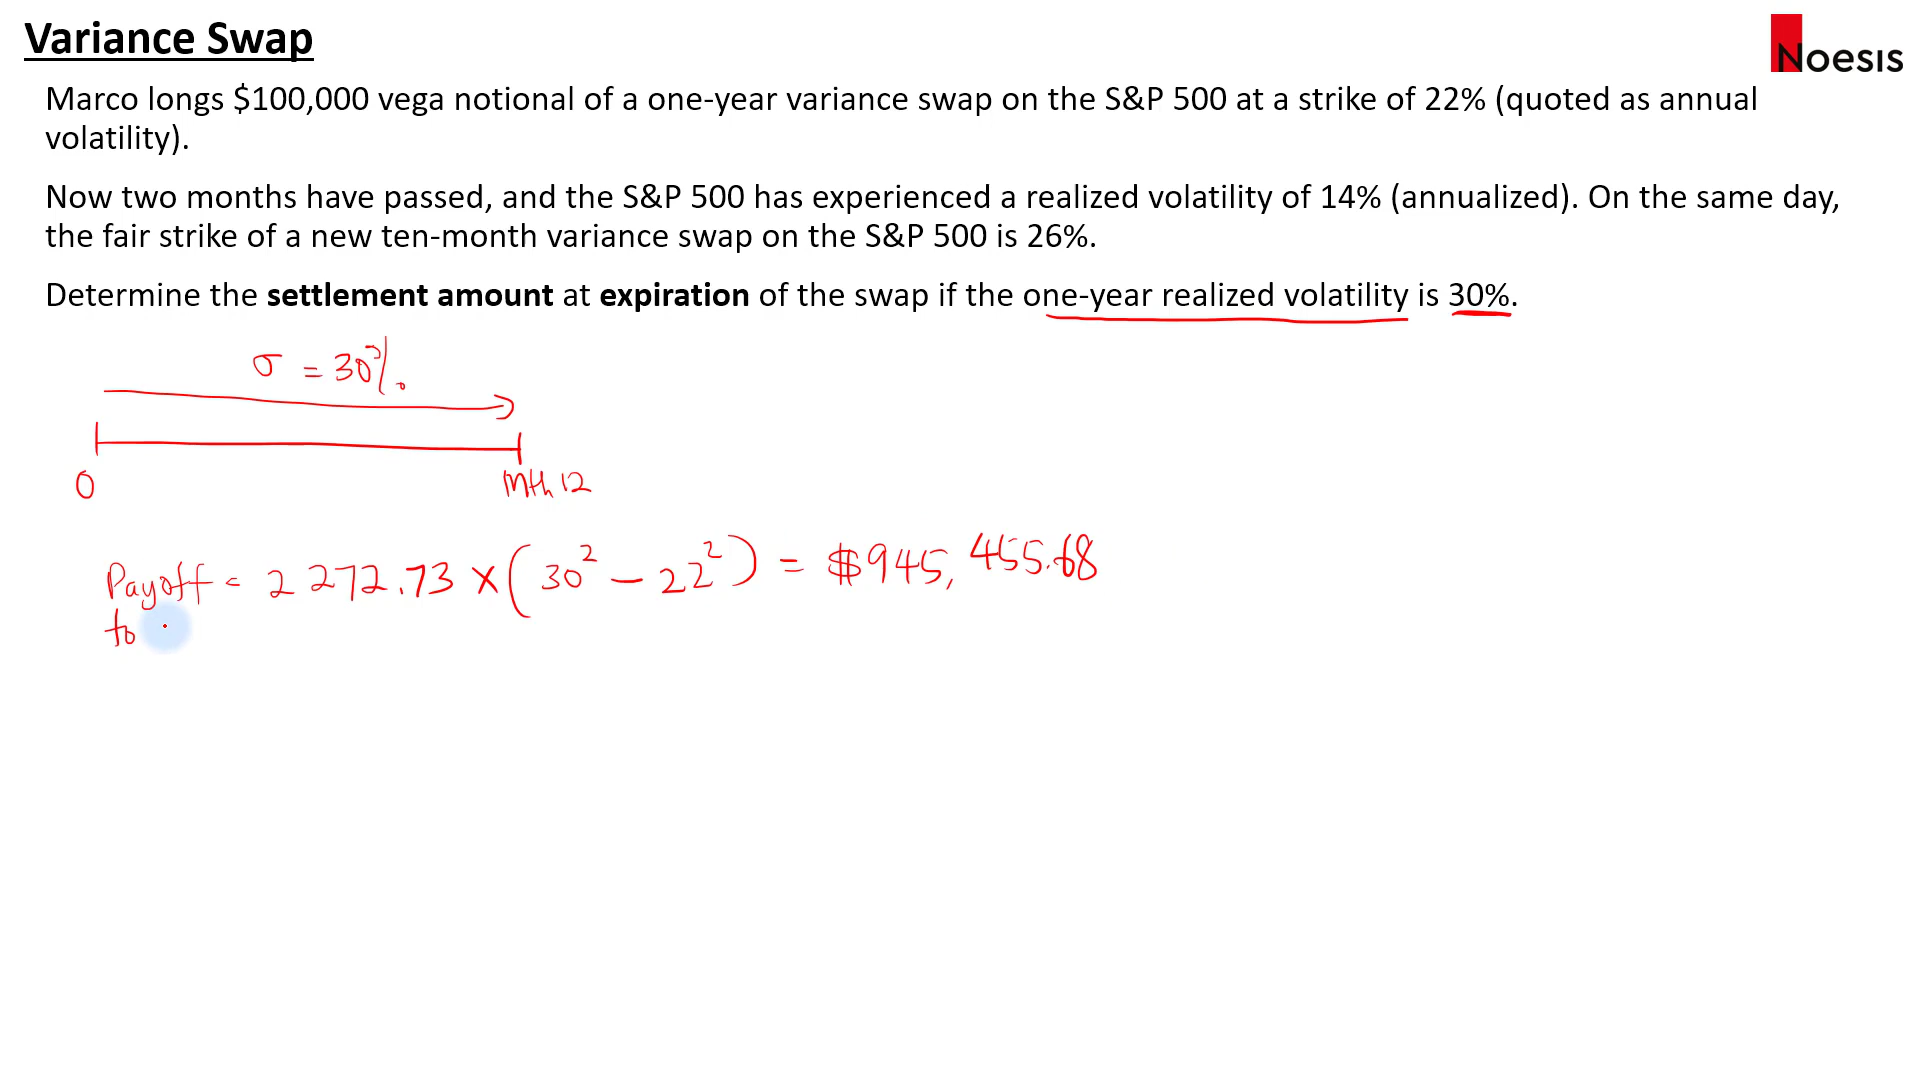 Variance Swap
Noesis
Marco longs $100,000 vega notional of a one-year variance swap on the S&P 500 at a strike of 22% (quoted as annual
volatility).
Now two months have passed, and the S&P 500 has experienced a realized volatility of 14% (annualized). On the same day,
the fair strike of a new ten-month variance swap on the S&P 500 is 26%.
Determine the settlement amount at expiration of the swap if the one-year realized volatility is 30%.
σ = 30%
0
mth 12
Payoff = 2 272.73 × (30² − 22²) = $945,455.68
to